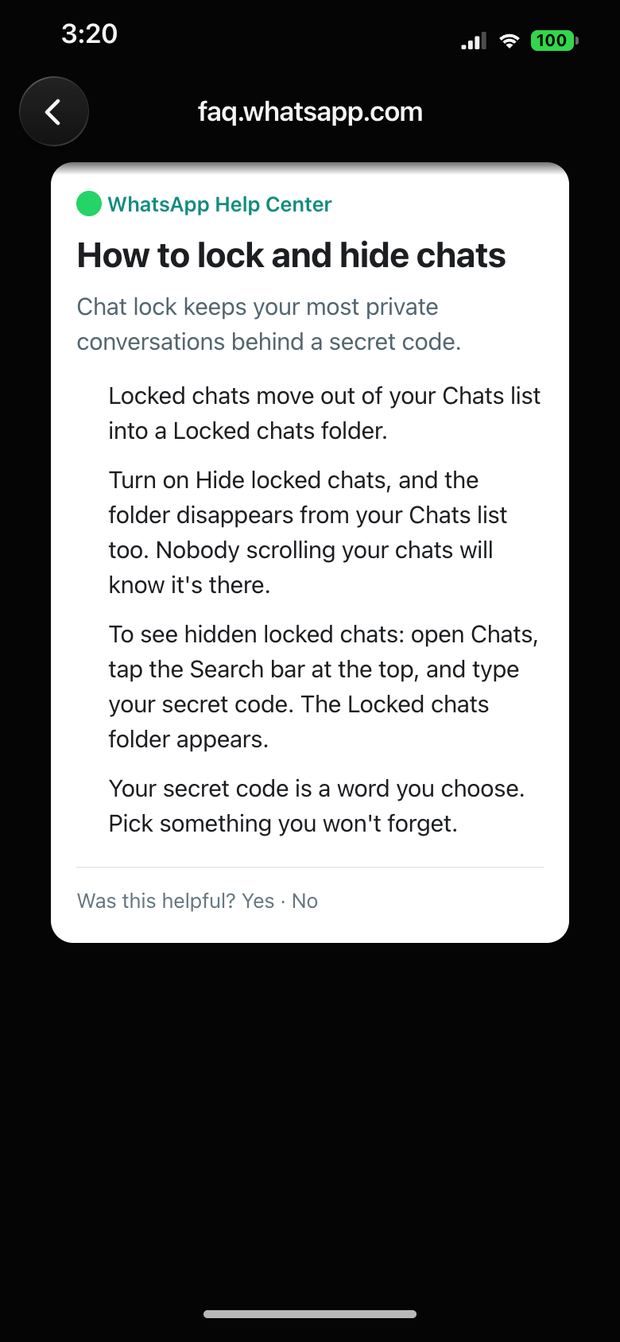 3:20
100
faq.whatsapp.com
WhatsApp Help Center
How to lock and hide chats
Chat lock keeps your most private
conversations behind a secret code.
Locked chats move out of your Chats list
into a Locked chats folder.
Turn on Hide locked chats, and the
folder disappears from your Chats list
too. Nobody scrolling your chats will
know it's there.
To see hidden locked chats: open Chats,
tap the Search bar at the top, and type
your secret code. The Locked chats
folder appears.
Your secret code is a word you choose.
Pick something you won't forget.
Was this helpful? Yes · No